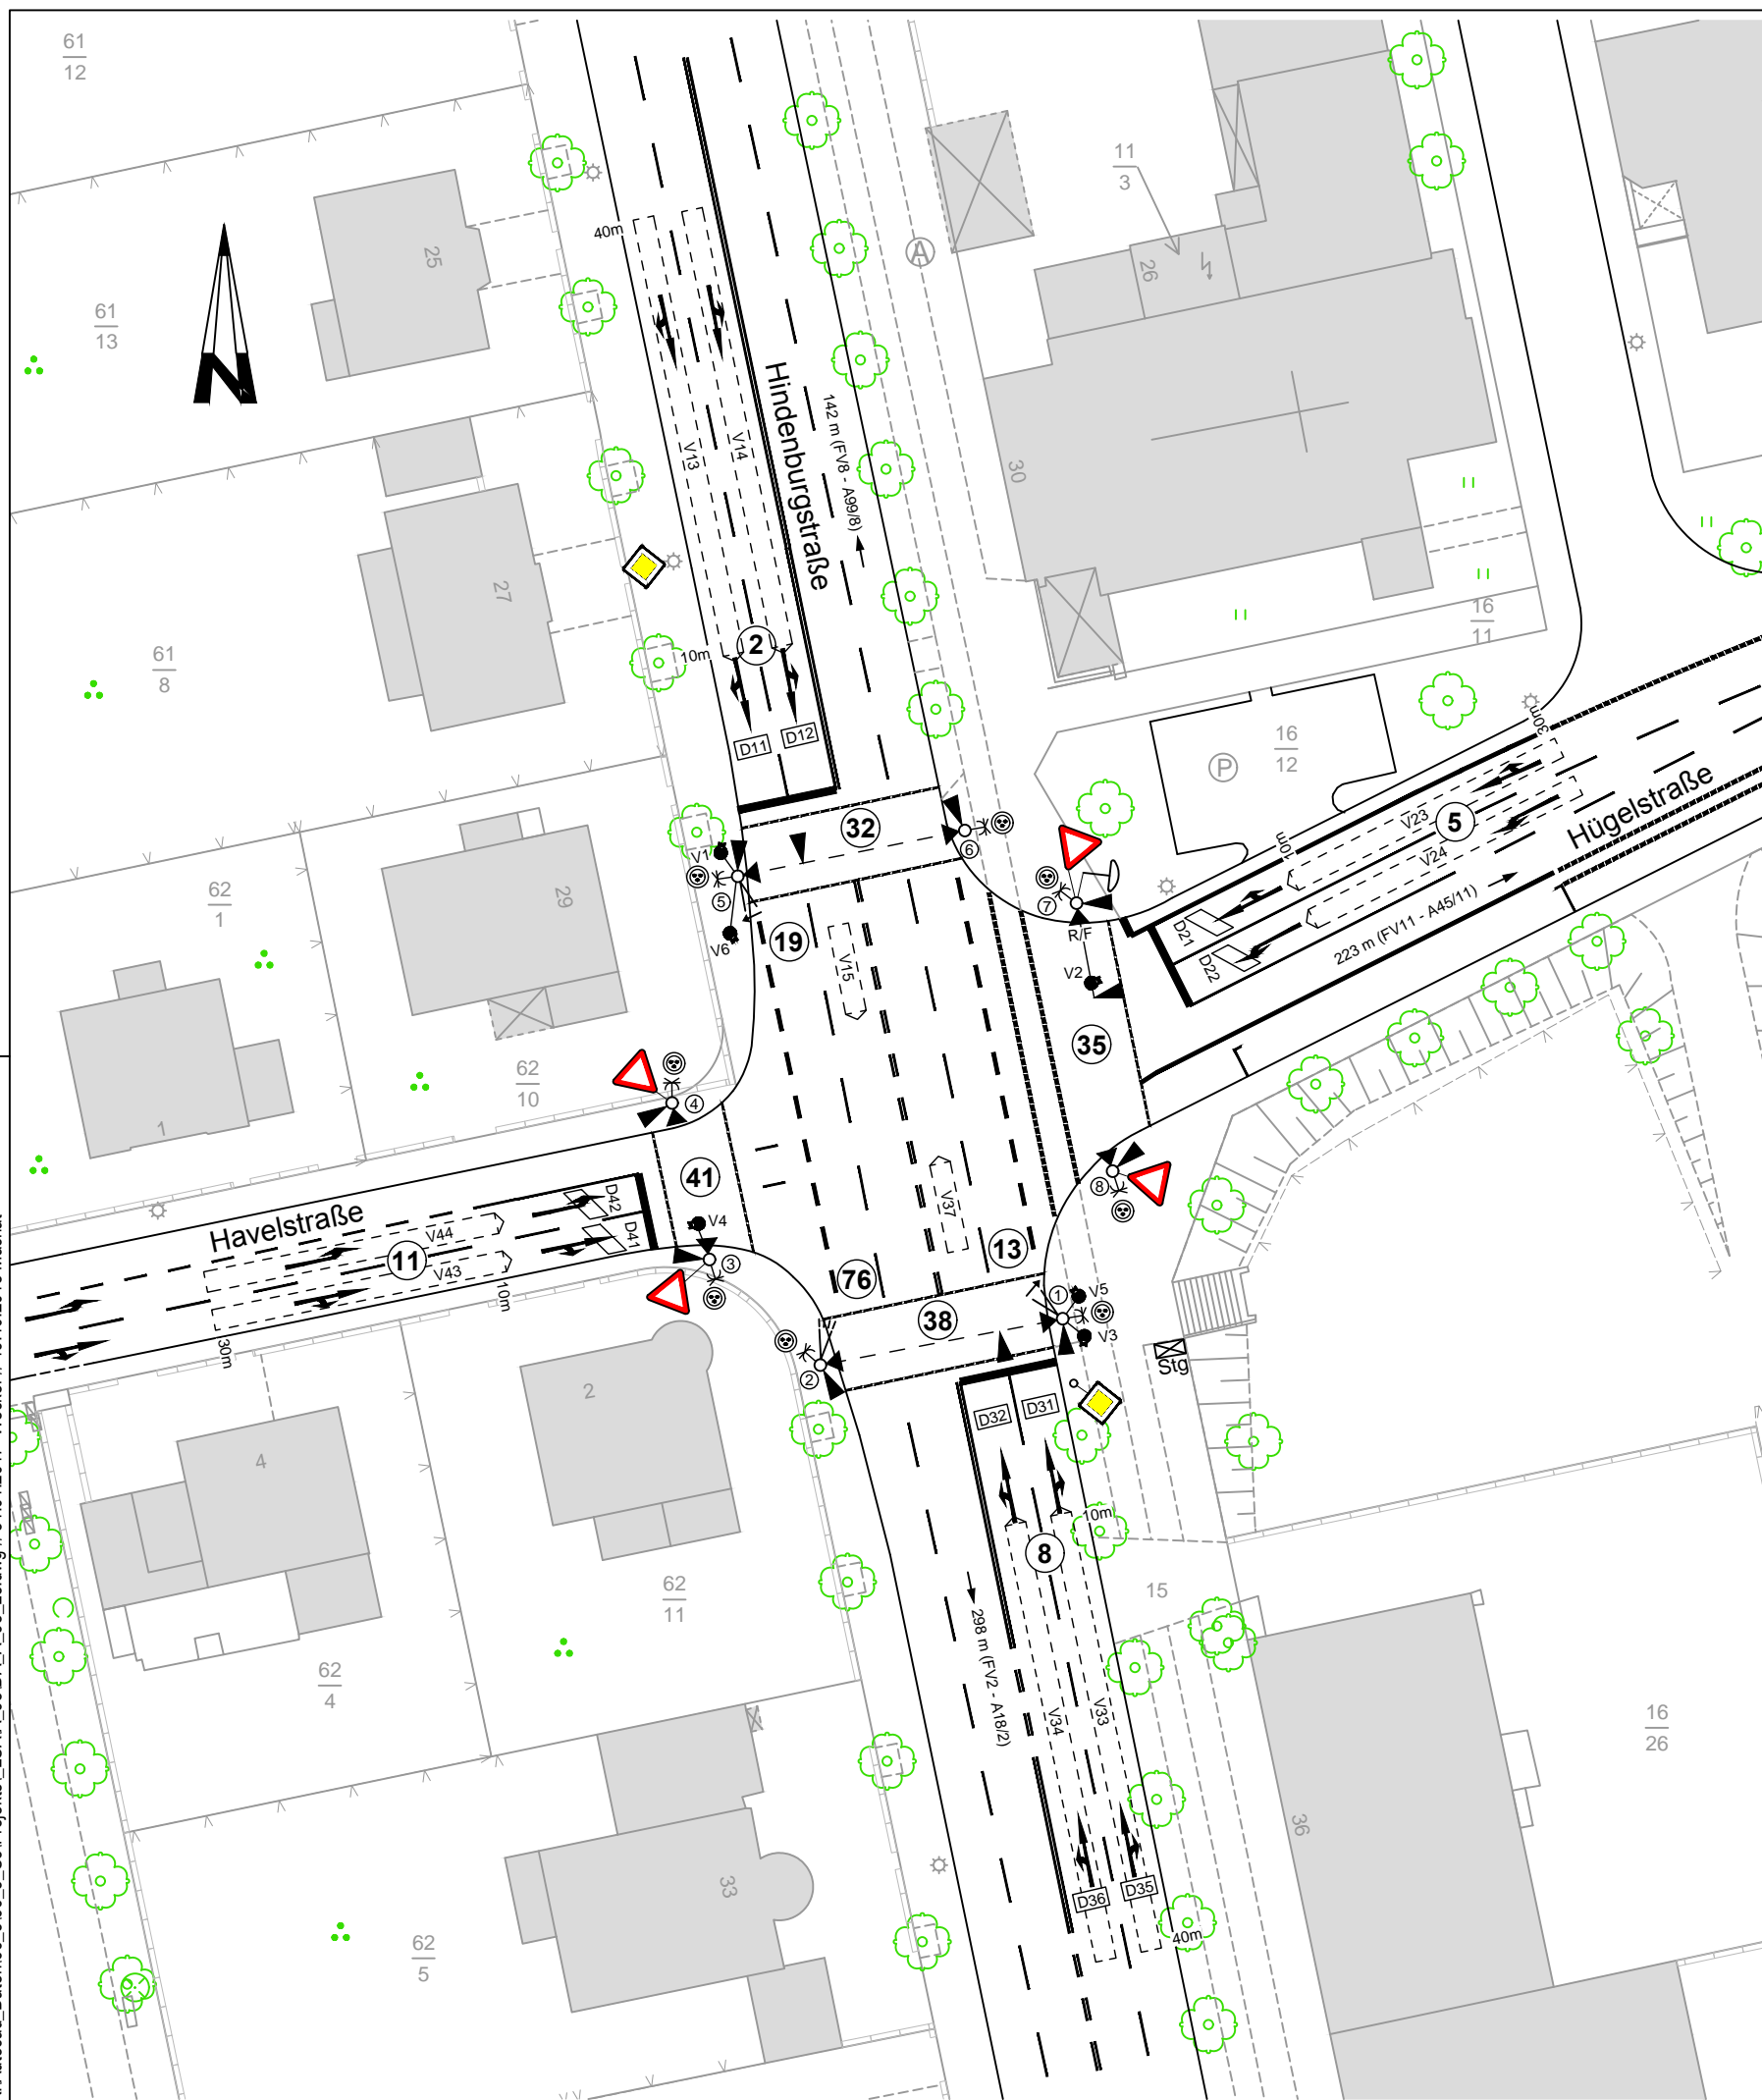 61
12
11
3
A
40m
25
26
61
13
Hindenburgstraße
142 m (FV8 - A99/8)
V13
V14
30
27
16
11
61
8
2
10m
D11
D12
16
12
P
30m
V23
5
Hügelstraße
V24
10m
32
6
V1
5
7
62
1
29
19
V6
V15
R/F
V2
D21
D22
223 m (FV11 - A45/11)
35
62
10
4
1
41
8
Havelstraße
D42
D41
V4
V44
11
V43
3
10m
30m
V37
13
76
38
1
V5
V3
Stg
2
2
D32
D31
4
10m
8
15
62
11
298 m (FV2 - A18/2)
62
4
V34
V33
16
26
36
33
D36
D35
40m
62
5